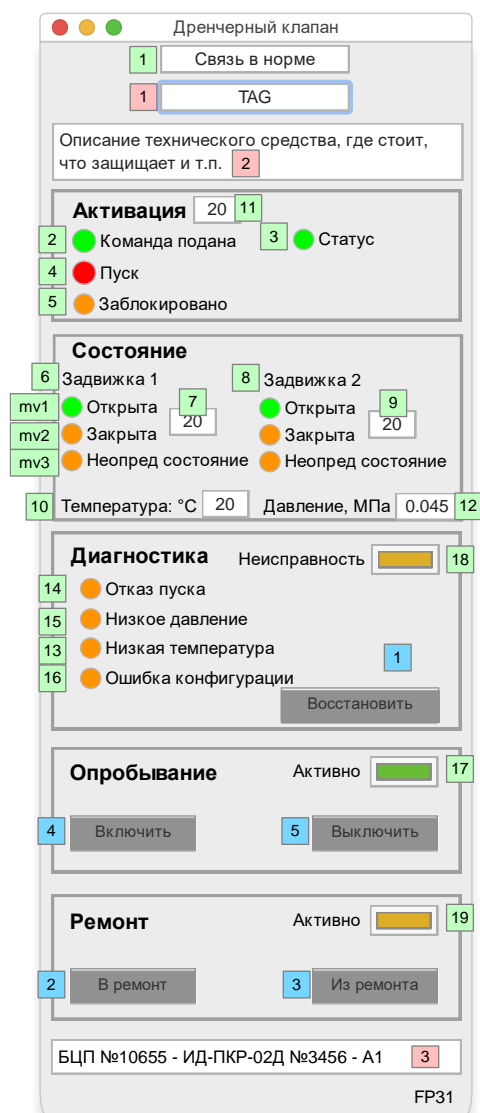 Дренчерный клапан
1 Связь в норме
1 TAG
Описание технического средства, где стоит,
что защищает и т.п. 2
Активация 20 11
2 Команда подана 3 Статус
4 Пуск
5 Заблокировано
Состояние
6 Задвижка 1 8 Задвижка 2
mv1 Открыта 7 20 Открыта 9 20
mv2 Закрыта Закрыта
mv3 Неопред состояние Неопред состояние
10 Температура: °C 20 Давление, МПа 0.045 12
Диагностика Неисправность 18
14 Отказ пуска
15 Низкое давление
13 Низкая температура 1
16 Ошибка конфигурации
Восстановить
Опробывание Активно 17
4 Включить 5 Выключить
Ремонт Активно 19
2 В ремонт 3 Из ремонта
БЦП №10655 - ИД-ПКР-02Д №3456 - А1 3
FP31